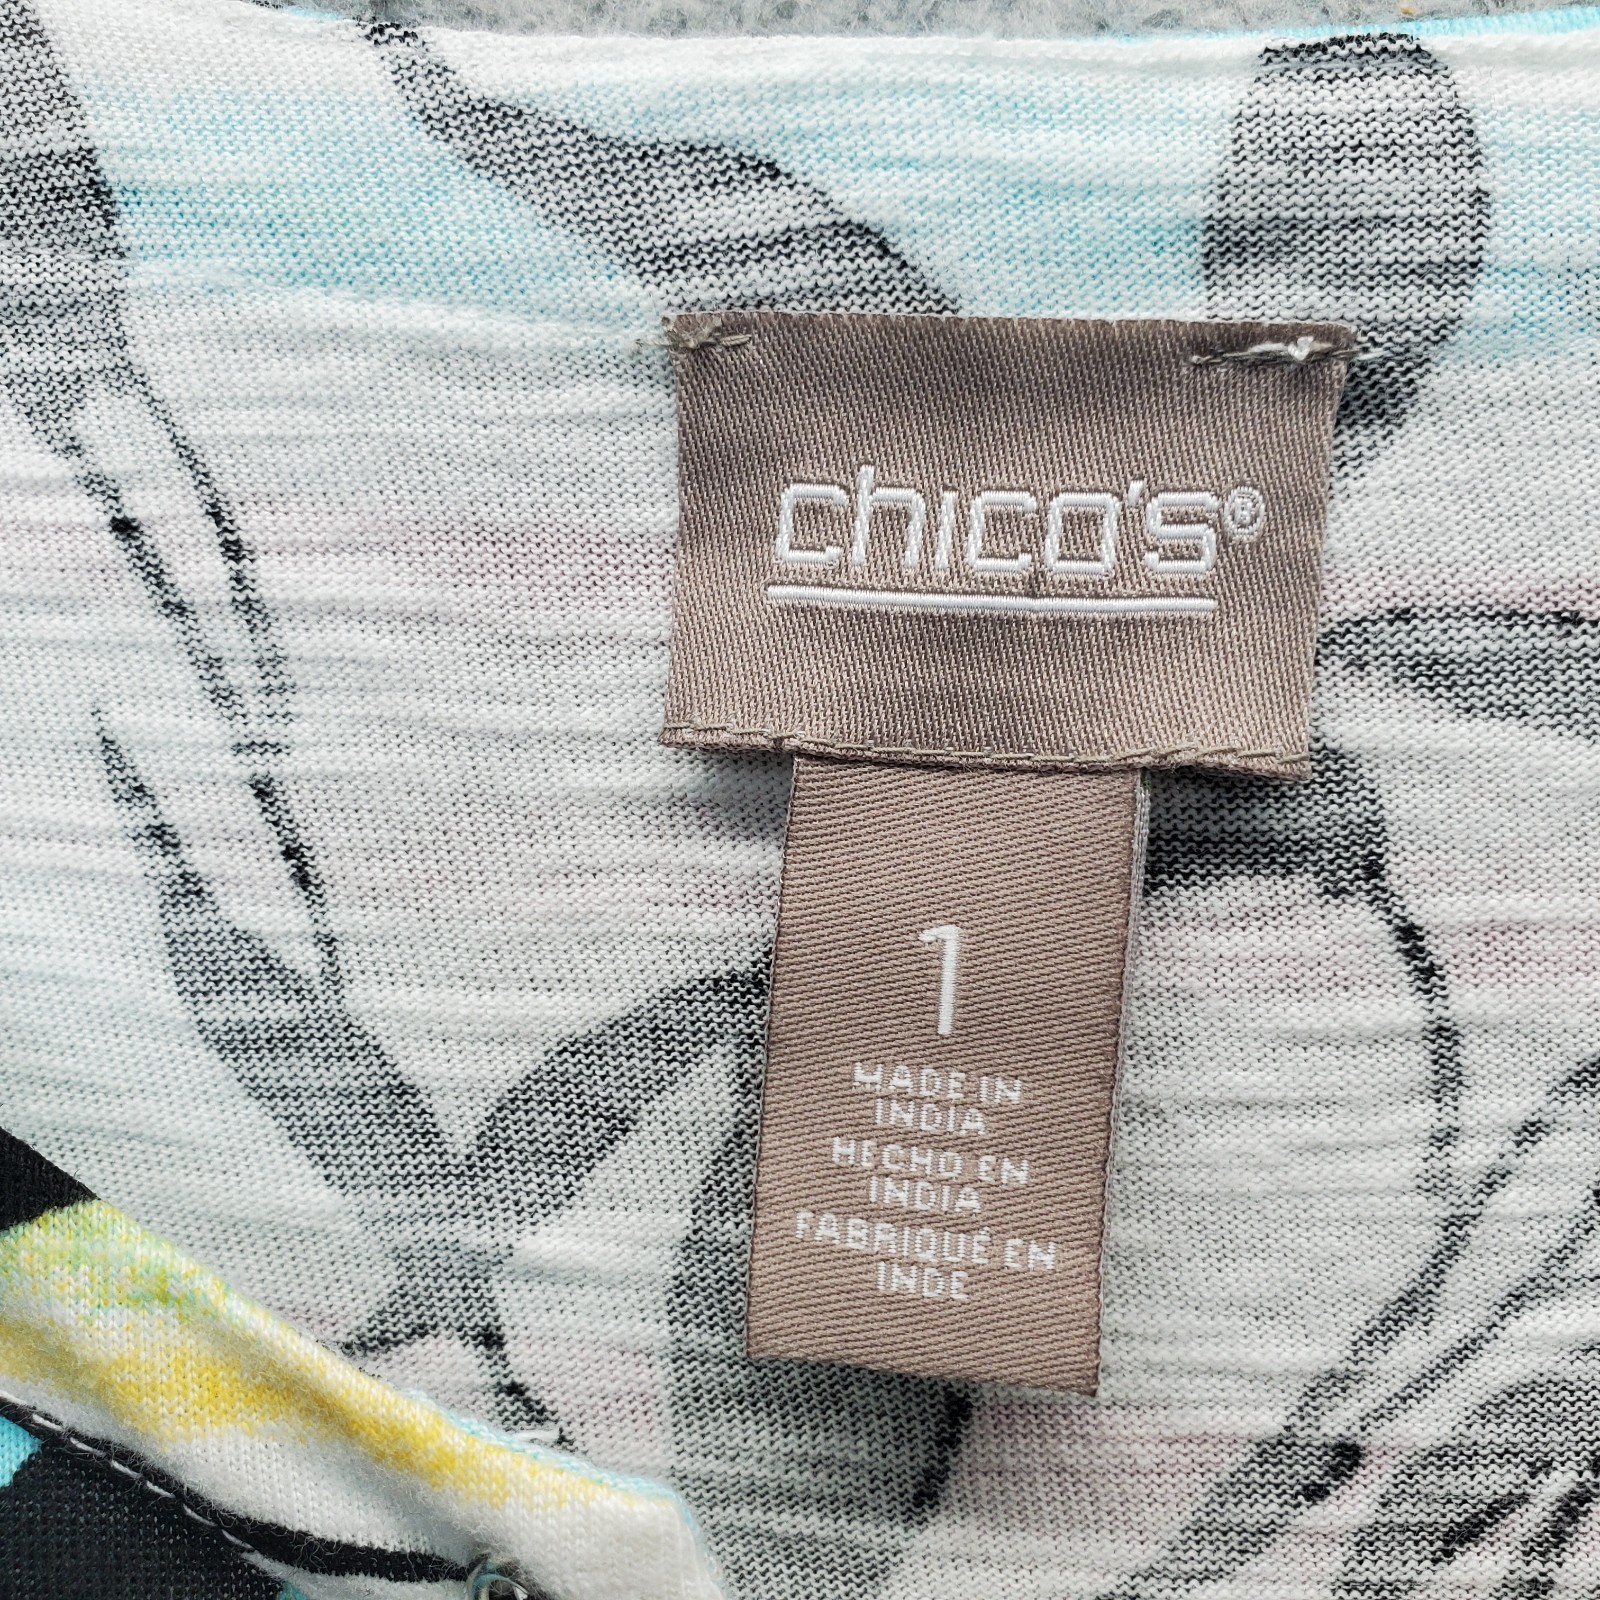 chico's®
1
MADE IN
INDIA
HECHO EN
INDIA
FABRIQUÉ EN
INDE